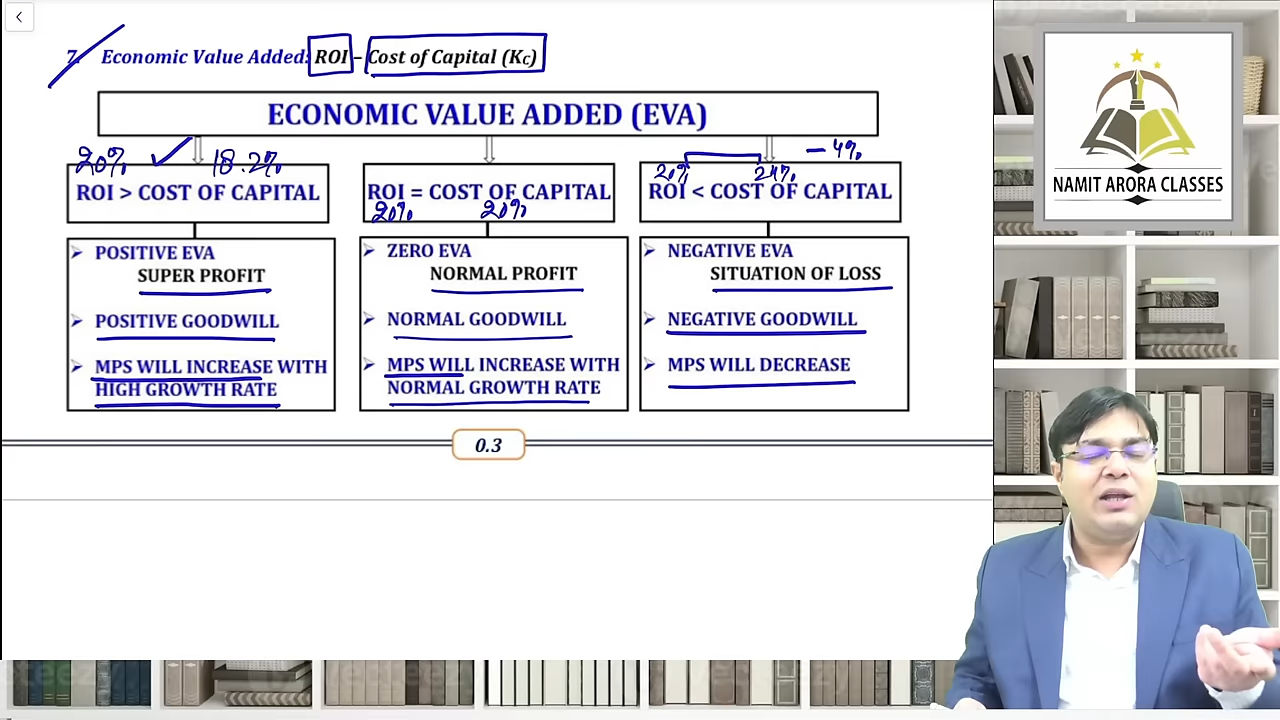 7. Economic Value Added: ROI – Cost of Capital (KC)
ECONOMIC VALUE ADDED (EVA)
20% 18.2%
ROI > COST OF CAPITAL
➢ POSITIVE EVA
SUPER PROFIT
➢ POSITIVE GOODWILL
➢ MPS WILL INCREASE WITH
HIGH GROWTH RATE
ROI = COST OF CAPITAL
20% 20%
➢ ZERO EVA
NORMAL PROFIT
➢ NORMAL GOODWILL
➢ MPS WILL INCREASE WITH
NORMAL GROWTH RATE
– 4%
20% 24%
ROI < COST OF CAPITAL
➢ NEGATIVE EVA
SITUATION OF LOSS
➢ NEGATIVE GOODWILL
➢ MPS WILL DECREASE
0.3
NAMIT ARORA CLASSES